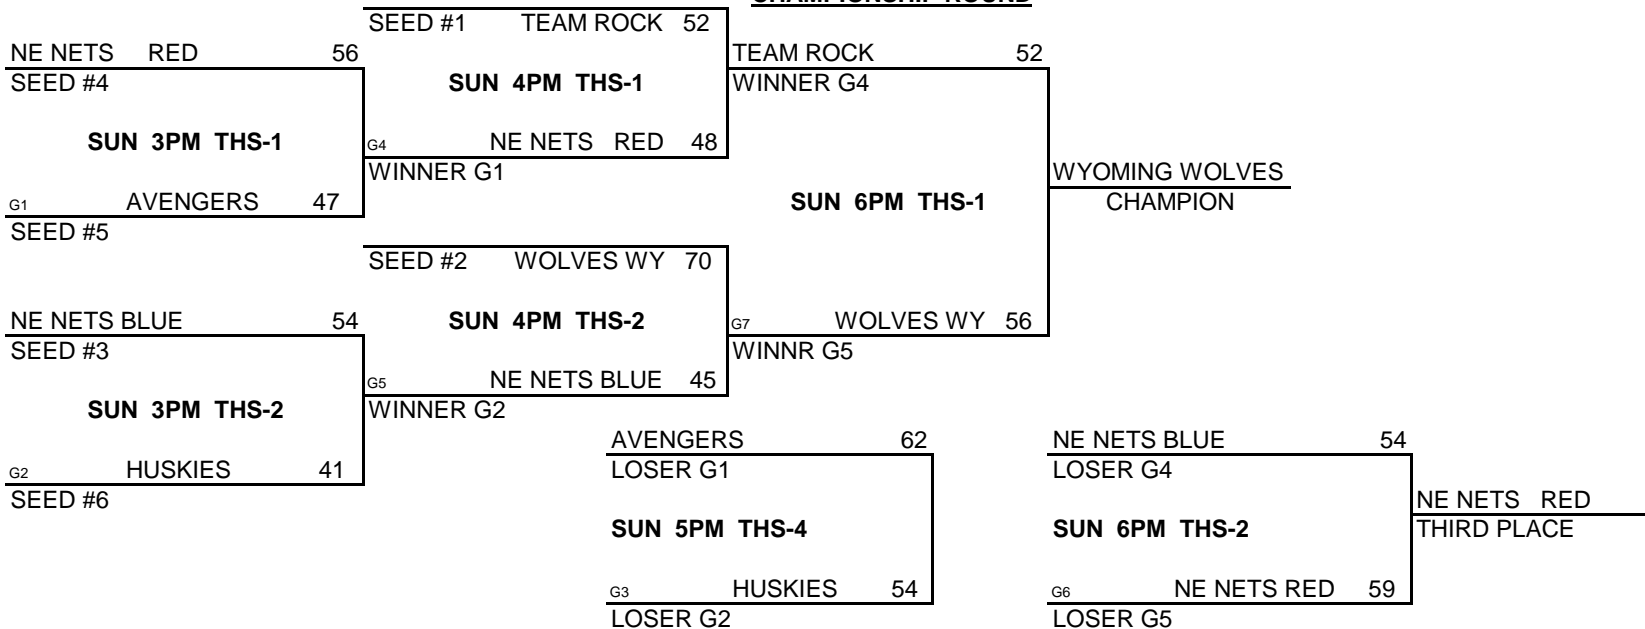 CHAMPIONSHIP ROUND
SEED #1 TEAM ROCK 52
NE NETS RED 56
TEAM ROCK 52
SEED #4
SUN 4PM THS-1
WINNER G4
SUN 3PM THS-1
G4 NE NETS RED 48
WINNER G1
WYOMING WOLVES
G1 AVENGERS 47
SUN 6PM THS-1
CHAMPION
SEED #5
SEED #2 WOLVES WY 70
NE NETS BLUE 54
SUN 4PM THS-2
G7 WOLVES WY 56
SEED #3
WINNR G5
G5 NE NETS BLUE 45
SUN 3PM THS-2
WINNER G2
AVENGERS 62
NE NETS BLUE 54
G2 HUSKIES 41
LOSER G1
LOSER G4
SEED #6
NE NETS RED
SUN 5PM THS-4
SUN 6PM THS-2
THIRD PLACE
G3 HUSKIES 54
G6 NE NETS RED 59
LOSER G2
LOSER G5